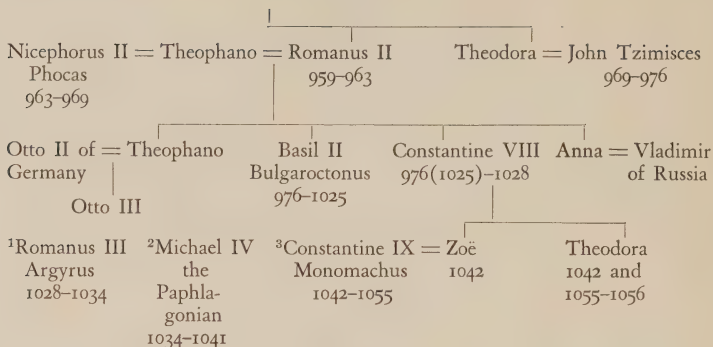 Nicephorus II = Theophano = Romanus II Theodora = John Tzimisces
Phocas 959–963 969–976
963–969
Otto II of = Theophano Basil II Constantine VIII Anna = Vladimir
Germany Bulgaroctonus 976(1025)–1028 of Russia
Otto III 976–1025
¹Romanus III ²Michael IV ³Constantine IX = Zoë Theodora
Argyrus the Monomachus 1042 1042 and
1028–1034 Paphla- 1042–1055 1055–1056
gonian
1034–1041